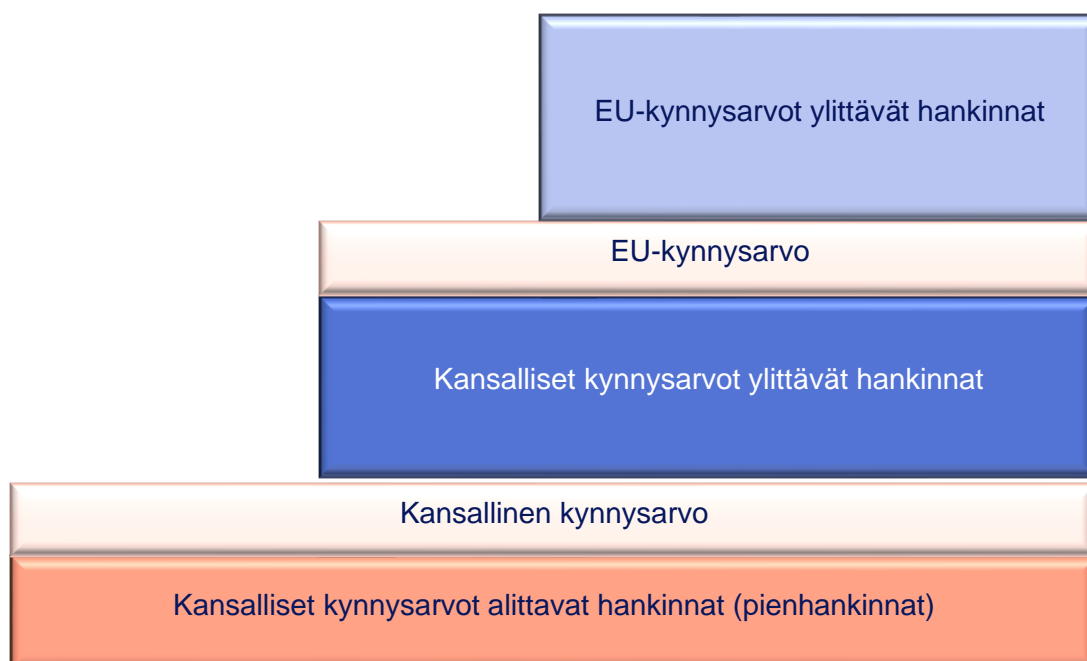 EU-kynnysarvot ylittävät hankinnat
EU-kynnysarvo
Kansalliset kynnysarvot ylittävät hankinnat
Kansallinen kynnysarvo
Kansalliset kynnysarvot alittavat hankinnat (pienhankinnat)